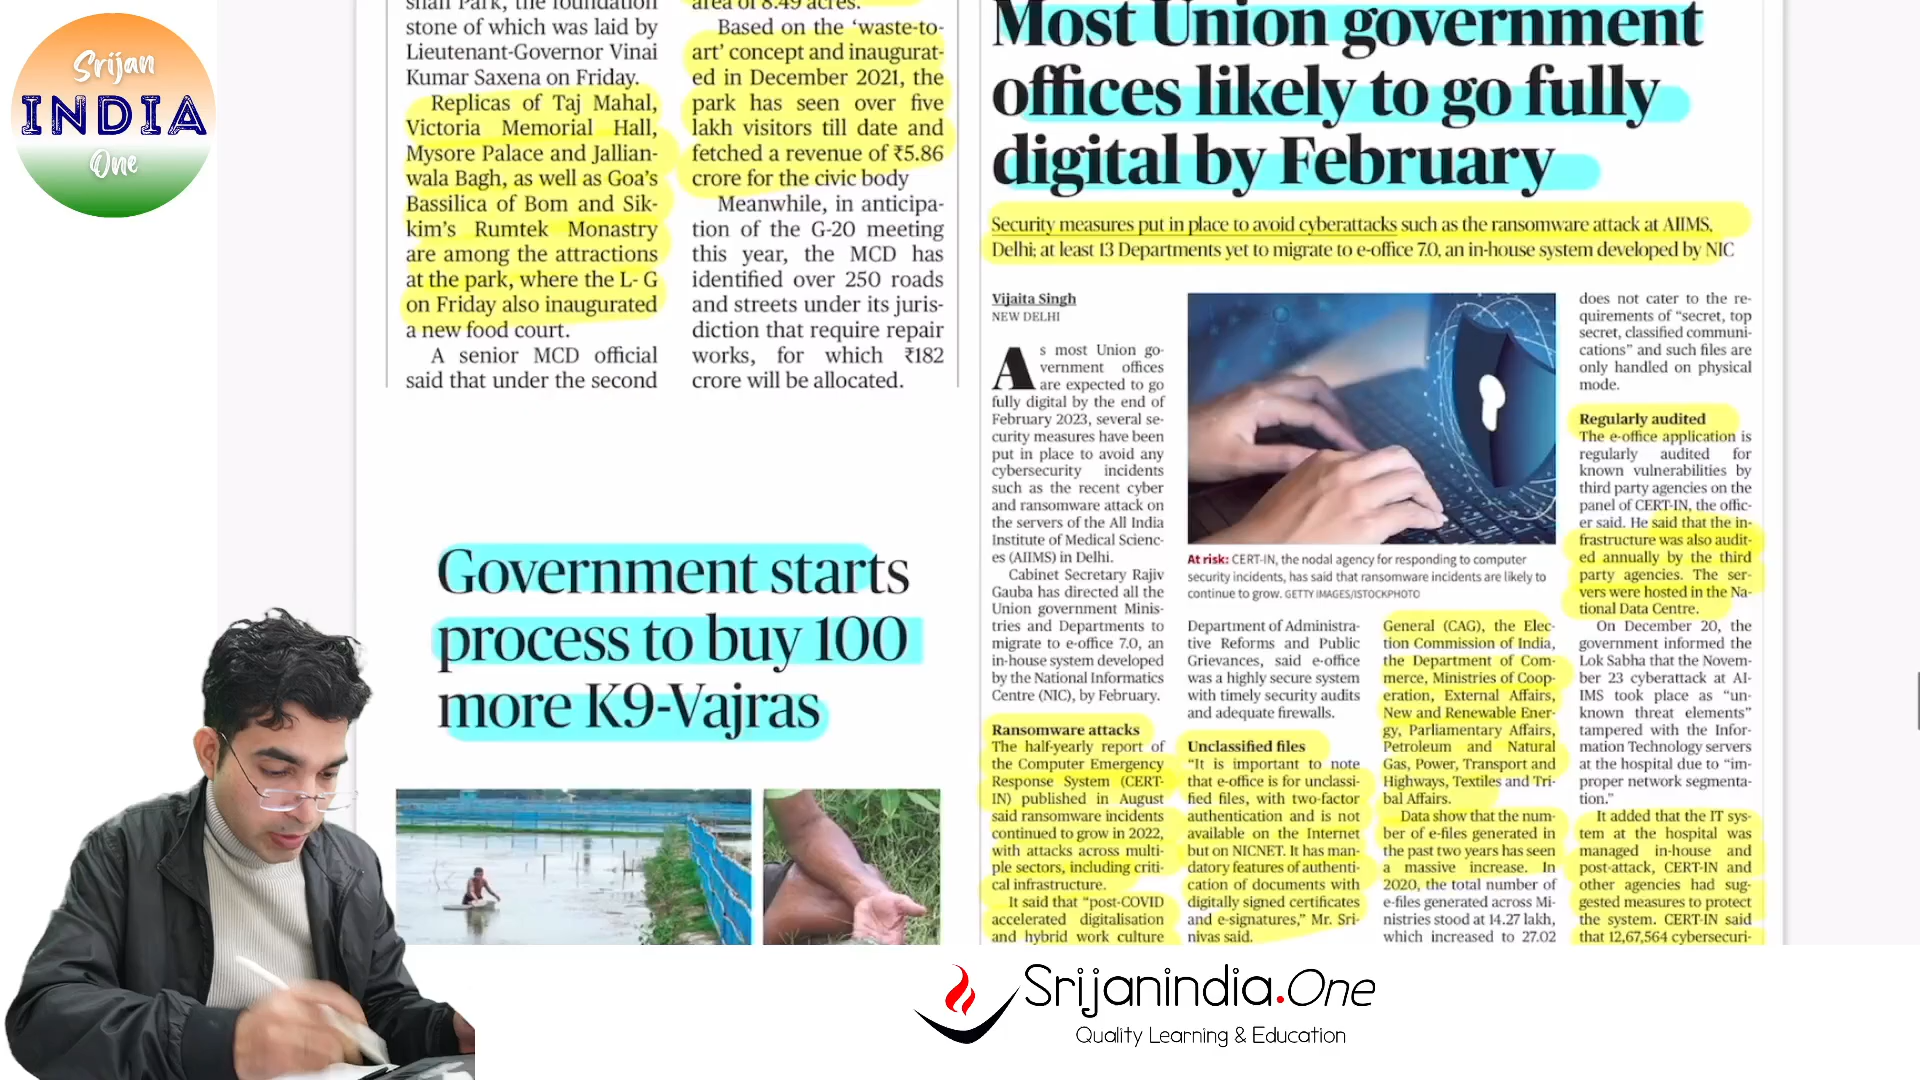 Srijan
INDIA
One
shan Park, the foundation
stone of which was laid by
Lieutenant-Governor Vinai
Kumar Saxena on Friday.
Replicas of Taj Mahal,
Victoria Memorial Hall,
Mysore Palace and Jallian-
wala Bagh, as well as Goa’s
Bassilica of Bom and Sik-
kim’s Rumtek Monastry
are among the attractions
at the park, where the L- G
on Friday also inaugurated
a new food court.
A senior MCD official
said that under the second
area of 8.49 acres.
Based on the ‘waste-to-
art’ concept and inaugurat-
ed in December 2021, the
park has seen over five
lakh visitors till date and
fetched a revenue of ₹5.86
crore for the civic body
Meanwhile, in anticipa-
tion of the G-20 meeting
this year, the MCD has
identified over 250 roads
and streets under its juris-
diction that require repair
works, for which ₹182
crore will be allocated.
Government starts
process to buy 100
more K9-Vajras
Most Union government
offices likely to go fully
digital by February
Security measures put in place to avoid cyberattacks such as the ransomware attack at AIIMS,
Delhi; at least 13 Departments yet to migrate to e-office 7.0, an in-house system developed by NIC
Vijaita Singh
NEW DELHI
As most Union go-
vernment offices
are expected to go
fully digital by the end of
February 2023, several se-
curity measures have been
put in place to avoid any
cybersecurity incidents
such as the recent cyber
and ransomware attack on
the servers of the All India
Institute of Medical Scienc-
es (AIIMS) in Delhi.
Cabinet Secretary Rajiv
Gauba has directed all the
Union government Minis-
tries and Departments to
migrate to e-office 7.0, an
in-house system developed
by the National Informatics
Centre (NIC), by February.
Ransomware attacks
The half-yearly report of
the Computer Emergency
Response System (CERT-
IN) published in August
said ransomware incidents
continued to grow in 2022,
with attacks across multi-
ple sectors, including criti-
cal infrastructure.
It said that “post-COVID
accelerated digitalisation
and hybrid work culture
At risk: CERT-IN, the nodal agency for responding to computer
security incidents, has said that ransomware incidents are likely to
continue to grow. GETTY IMAGES/ISTOCKPHOTO
Department of Administra-
tive Reforms and Public
Grievances, said e-office
was a highly secure system
with timely security audits
and adequate firewalls.
Unclassified files
“It is important to note
that e-office is for unclassi-
fied files, with two-factor
authentication and is not
available on the Internet
but on NICNET. It has man-
datory features of authenti-
cation of documents with
digitally signed certificates
and e-signatures,” Mr. Sri-
nivas said.
General (CAG), the Elec-
tion Commission of India,
the Department of Com-
merce, Ministries of Coop-
eration, External Affairs,
New and Renewable Ener-
gy, Parliamentary Affairs,
Petroleum and Natural
Gas, Power, Transport and
Highways, Textiles and Tri-
bal Affairs.
Data show that the num-
ber of e-files generated in
the past two years has seen
a massive increase. In
2020, the total number of
e-files generated across Mi-
nistries stood at 14.27 lakh,
which increased to 27.02
does not cater to the re-
quirements of “secret, top
secret, classified communi-
cations” and such files are
only handled on physical
mode.
Regularly audited
The e-office application is
regularly audited for
known vulnerabilities by
third party agencies on the
panel of CERT-IN, the offic-
er said. He said that the in-
frastructure was also audit-
ed annually by the third
party agencies. The ser-
vers were hosted in the Na-
tional Data Centre.
On December 20, the
government informed the
Lok Sabha that the Novem-
ber 23 cyberattack at AI-
IMS took place as “un-
known threat elements”
tampered with the Infor-
mation Technology servers
at the hospital due to “im-
proper network segmenta-
tion.”
It added that the IT sys-
tem at the hospital was
managed in-house and
post-attack, CERT-IN and
other agencies had sug-
gested measures to protect
the system. CERT-IN said
that 12,67,564 cybersecuri-
Srijanindia.One
Quality Learning & Education